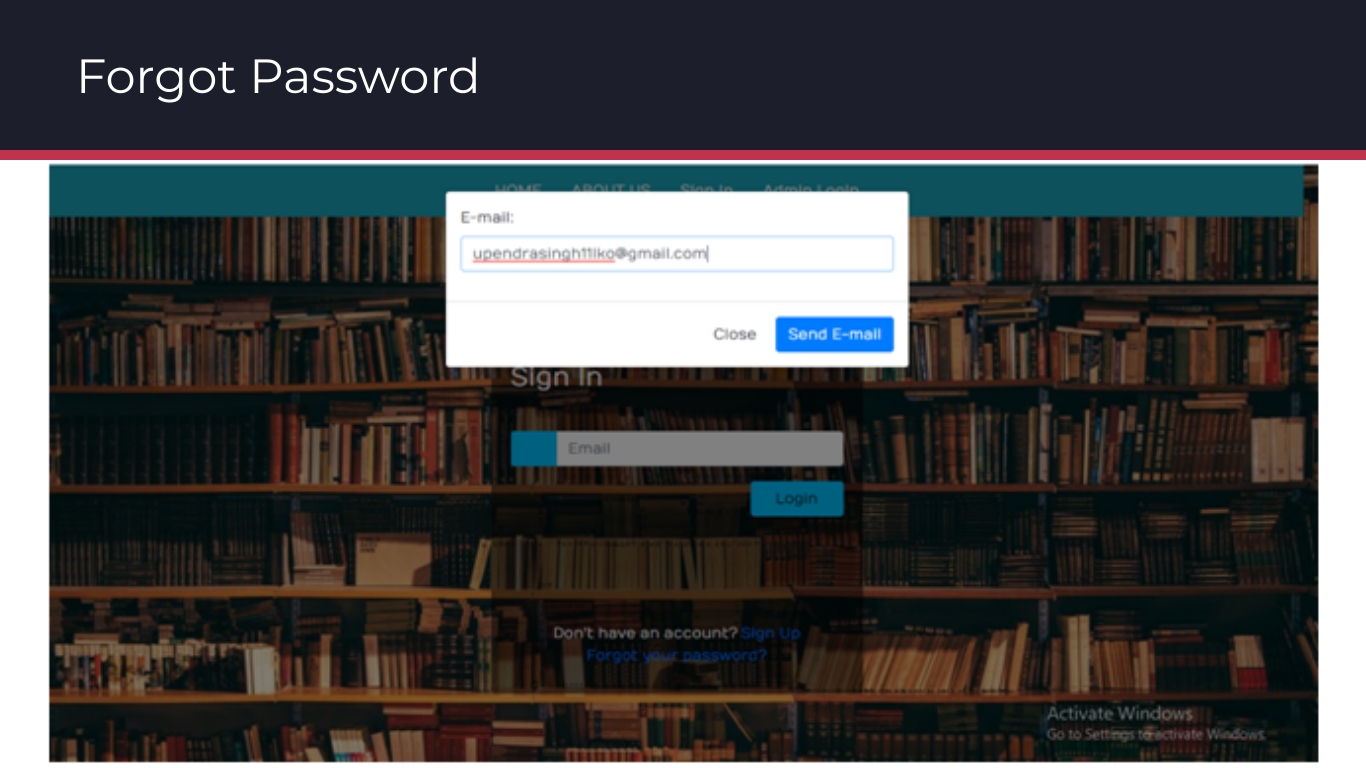 Forgot Password
HOME ABOUT US Sign In Admin Login
E-mail:
upendrasingh11lko@gmail.com
Close Send E-mail
Sign In
Email
Login
Don't have an account? Sign Up
Forgot your password?
Activate Windows
Go to Settings to activate Windows.